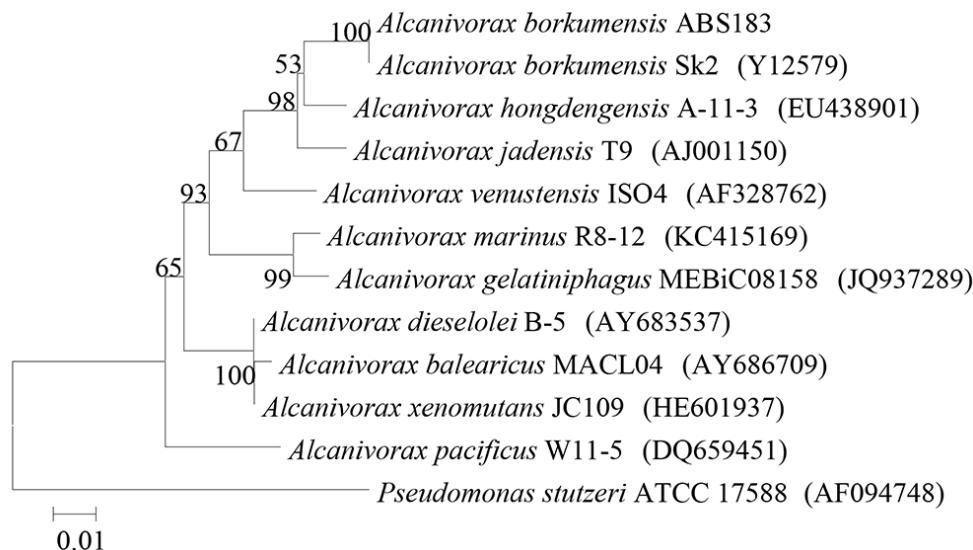 100 Alcanivorax borkumensis ABS183
53 Alcanivorax borkumensis Sk2 (Y12579)
98 Alcanivorax hongdengensis A-11-3 (EU438901)
67 Alcanivorax jadensis T9 (AJ001150)
93 Alcanivorax venustensis ISO4 (AF328762)
Alcanivorax marinus R8-12 (KC415169)
65 99 Alcanivorax gelatiniphagus MEBiC08158 (JQ937289)
Alcanivorax dieselolei B-5 (AY683537)
100 Alcanivorax balearicus MACL04 (AY686709)
Alcanivorax xenomutans JC109 (HE601937)
Alcanivorax pacificus W11-5 (DQ659451)
Pseudomonas stutzeri ATCC 17588 (AF094748)
0.01